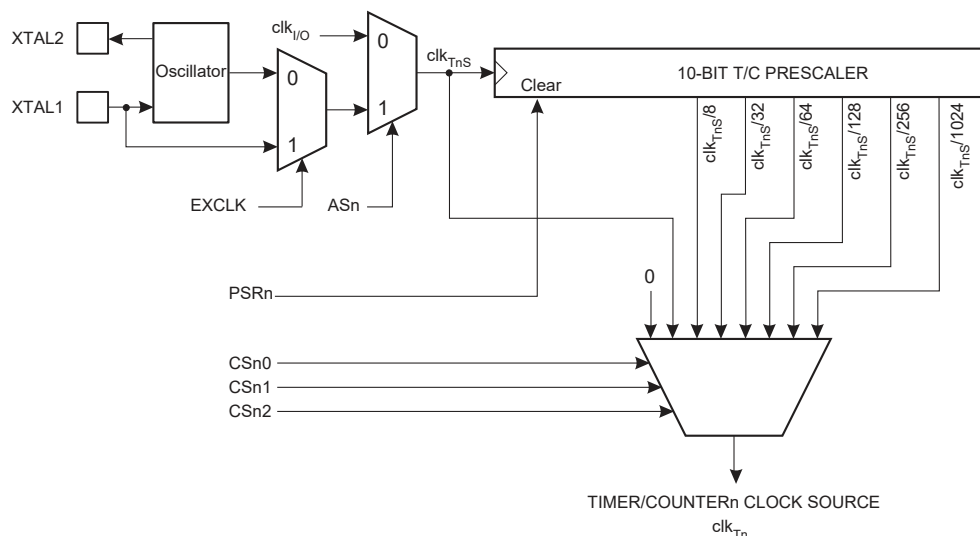 XTAL2
XTAL1
Oscillator
clkI/O
0
1
0
1
EXCLK
ASn
clkTnS
10-BIT T/C PRESCALER
Clear
clkTnS/8
clkTnS/32
clkTnS/64
clkTnS/128
clkTnS/256
clkTnS/1024
PSRn
0
CSn0
CSn1
CSn2
TIMER/COUNTERn CLOCK SOURCE
clkTn